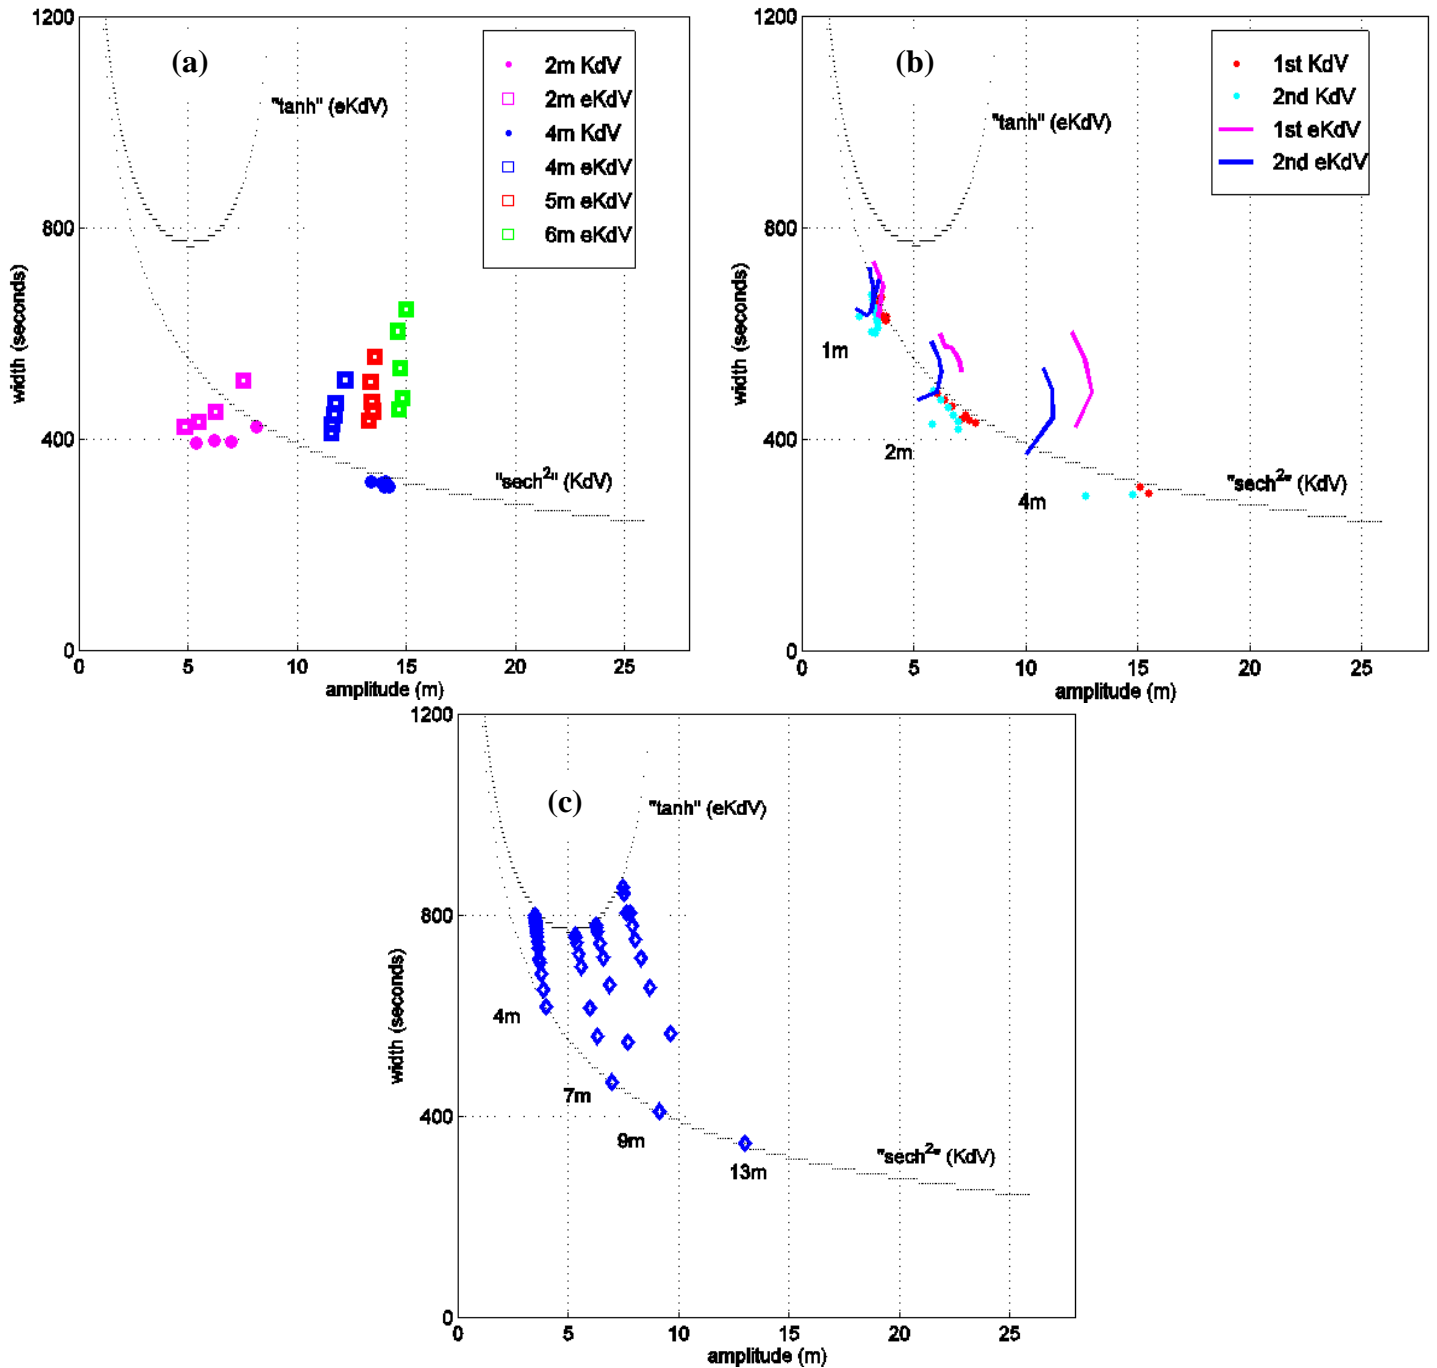 (a)
1200
800
400
0
0 5 10 15 20 25
width (seconds)
amplitude (m)
"tanh" (eKdV)
"sech2" (KdV)
2m KdV
2m eKdV
4m KdV
4m eKdV
5m eKdV
6m eKdV
(b)
1200
800
400
0
0 5 10 15 20 25
width (seconds)
amplitude (m)
"tanh" (eKdV)
"sech2" (KdV)
1st KdV
2nd KdV
1st eKdV
2nd eKdV
1m
2m
4m
(c)
1200
800
400
0
0 5 10 15 20 25
width (seconds)
amplitude (m)
"tanh" (eKdV)
"sech2" (KdV)
4m
7m
9m
13m